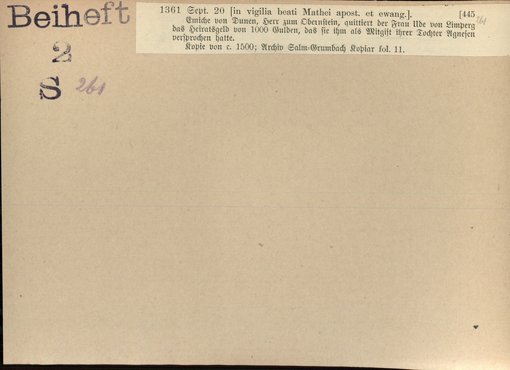 Beiheft
2
S 261
1361 Sept. 20 [in vigilia beati Mathei apost. et ewang.]. [445
261
Emiche von Dunen, Herr zum Obernstein, quittiert der Frau Ude von Limperg
das Heiratsgeld von 1000 Gulden, das sie ihm als Mitgift ihrer Tochter Agnesen
versprochen hatte.
Kopie von c. 1500; Archiv Salm-Grumbach Kopiar fol. 11.